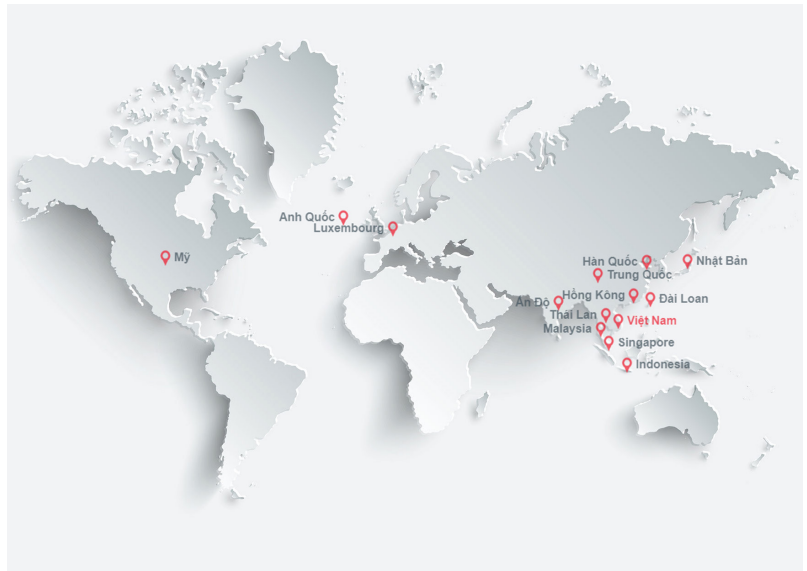 Anh Quốc
Luxembourg
Mỹ
Hàn Quốc
Nhật Bản
Trung Quốc
Ấn Độ
Hồng Kông
Đài Loan
Thái Lan
Việt Nam
Malaysia
Singapore
Indonesia